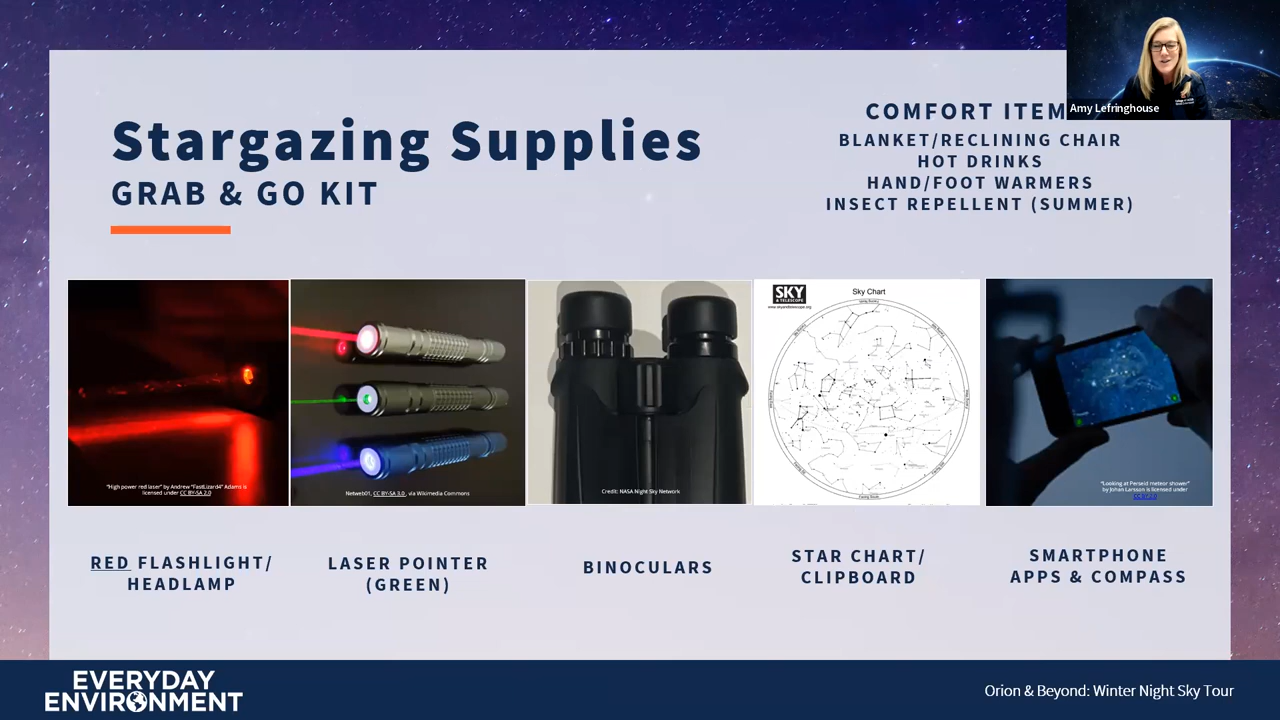 Amy Lefringhouse
Stargazing Supplies
GRAB & GO KIT
COMFORT ITEM
BLANKET/RECLINING CHAIR
HOT DRINKS
HAND/FOOT WARMERS
INSECT REPELLENT (SUMMER)
"High power red laser" by Andrew "FastLizard4" Adams is
licensed under CC BY-SA 2.0
Netweb01, CC BY-SA 3.0, via Wikimedia Commons
Credit: NASA Night Sky Network
SKY
& TELESCOPE
www.skyandtelescope.org
Sky Chart
"Looking at Perseid meteor shower"
by Johan Larsson is licensed under
CC BY 2.0
RED FLASHLIGHT/
HEADLAMP
LASER POINTER
(GREEN)
BINOCULARS
STAR CHART/
CLIPBOARD
SMARTPHONE
APPS & COMPASS
EVERYDAY
ENVIRONMENT
Orion & Beyond: Winter Night Sky Tour